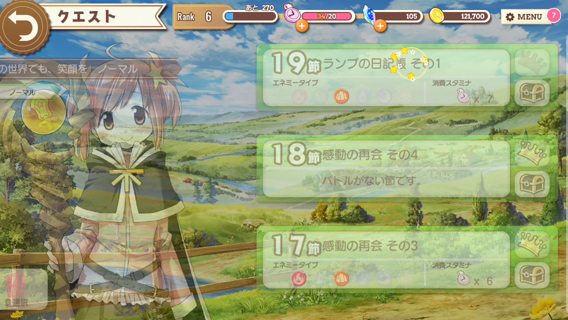 クエスト
Rank 6
あと 270
/20
105
121,700
MENU ?
の世界でも、笑顔を ノーマル
ノーマル
19節 ランプの日記帳 その1
エネミータイプ
消費スタミナ
x 7
18節 感動の再会 その4
バトルがない節です。
17節 感動の再会 その3
エネミータイプ
消費スタミナ
x 6